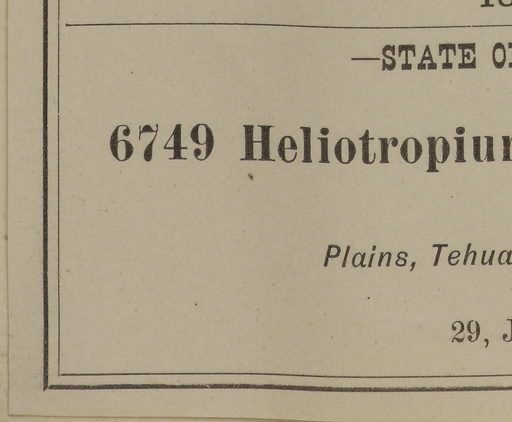 —STATE
6749 Heliotropiu
Plains, Tehua
29,